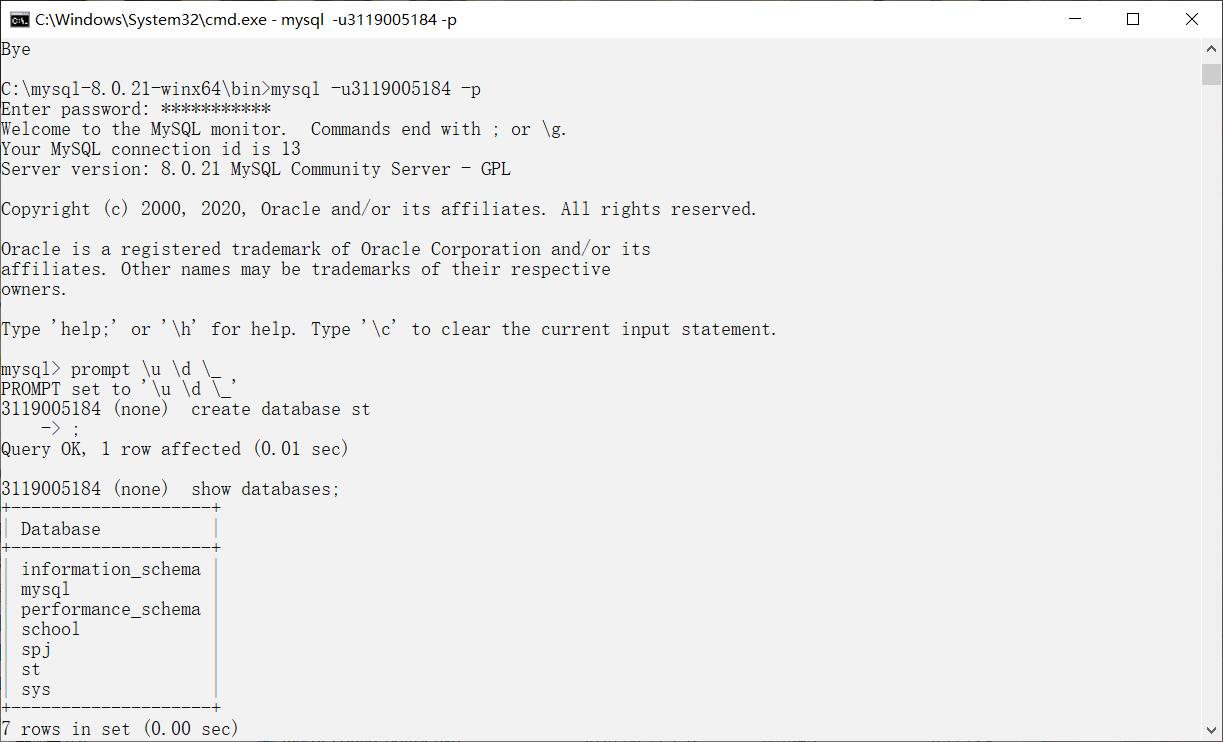 C:\Windows\System32\cmd.exe - mysql  -u3119005184 -p
Bye

C:\mysql-8.0.21-winx64\bin>mysql -u3119005184 -p
Enter password: ***********
Welcome to the MySQL monitor.  Commands end with ; or \g.
Your MySQL connection id is 13
Server version: 8.0.21 MySQL Community Server - GPL

Copyright (c) 2000, 2020, Oracle and/or its affiliates. All rights reserved.

Oracle is a registered trademark of Oracle Corporation and/or its
affiliates. Other names may be trademarks of their respective
owners.

Type 'help;' or '\h' for help. Type '\c' to clear the current input statement.

mysql> prompt \u \d \_
PROMPT set to '\u \d \_'
3119005184 (none)  create database st
    -> ;
Query OK, 1 row affected (0.01 sec)

3119005184 (none)  show databases;
+--------------------+
| Database           |
+--------------------+
| information_schema |
| mysql              |
| performance_schema |
| school             |
| spj                |
| st                 |
| sys                |
+--------------------+
7 rows in set (0.00 sec)